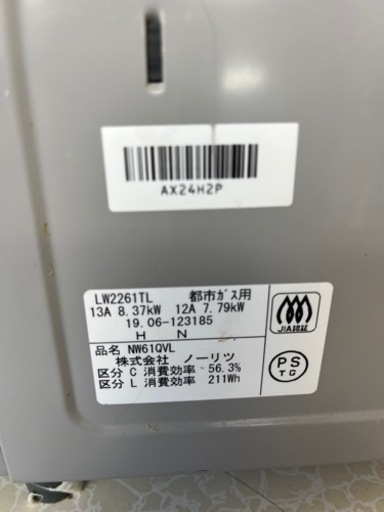 AX24H2P
LW2261TL 都市ガス用
13A 8.37kW 12A 7.79kW
19.06-123185
H N
品名 NW61QVL
株式会社 ノーリツ
区分 C 消費効率 56.3%
区分 L 消費効率 211Wh
JIA認証
PS
TG